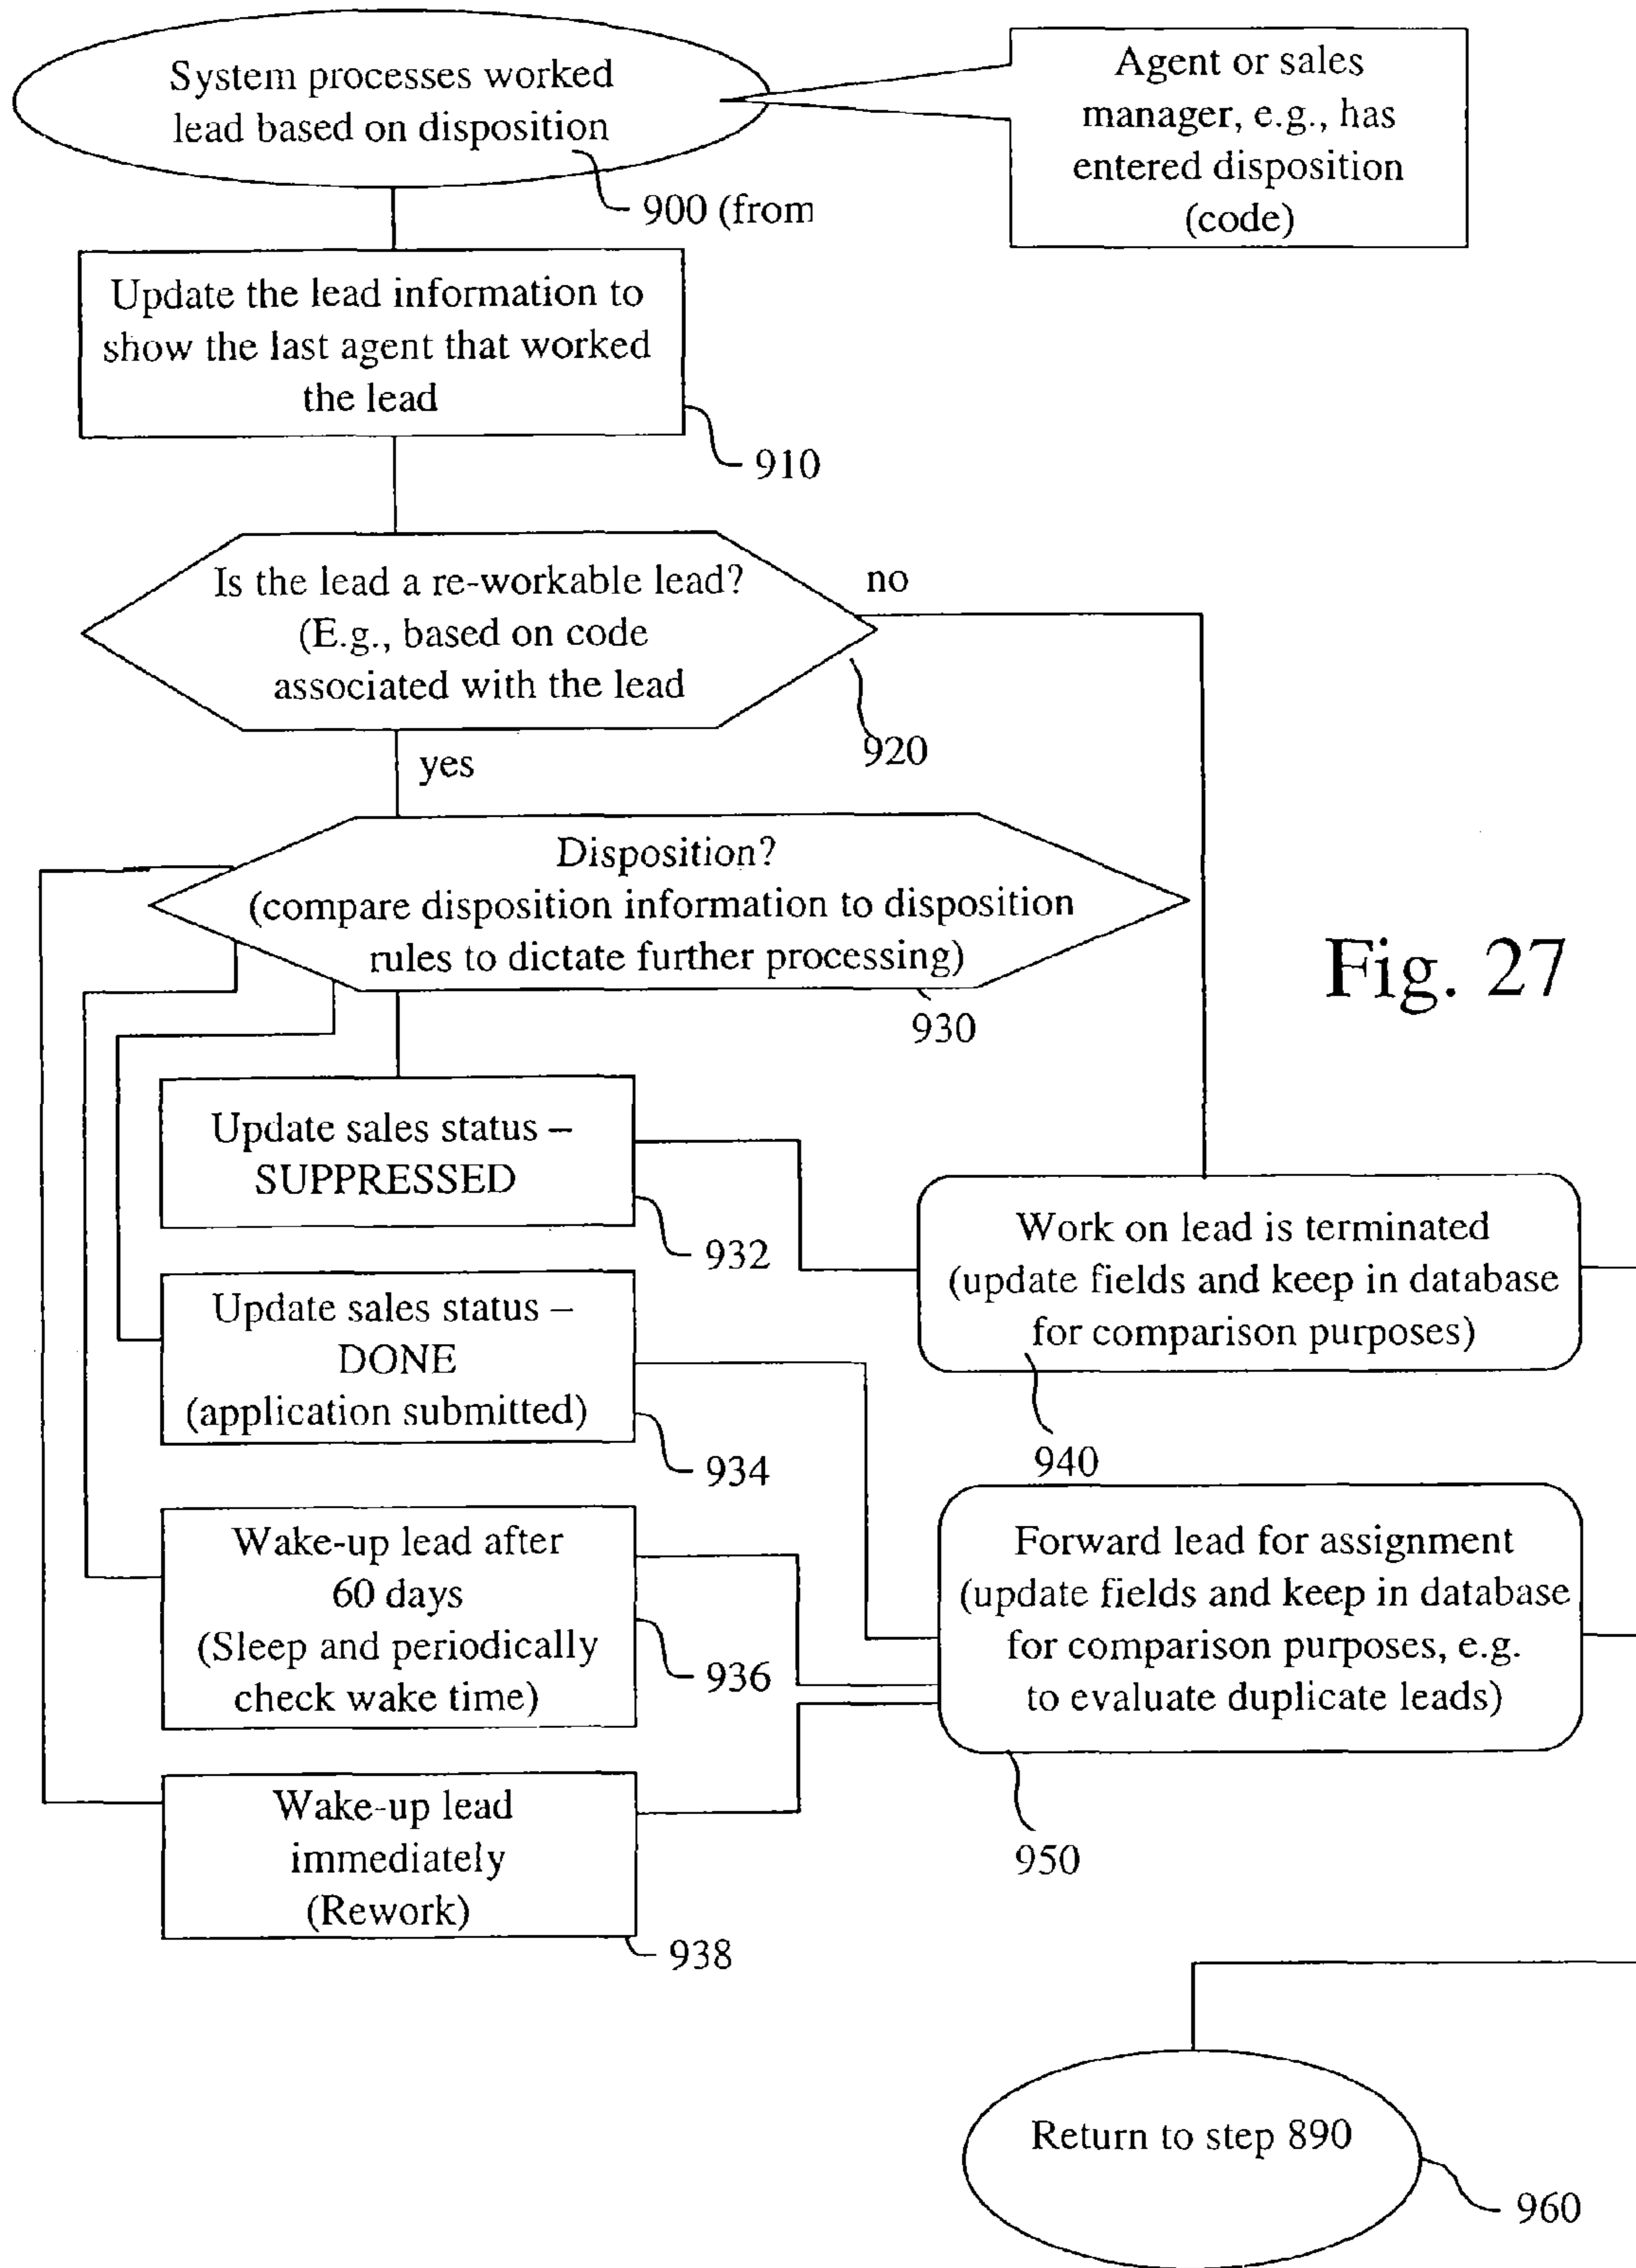 System processes worked
lead based on disposition
900 (from
Agent or sales
manager, e.g., has
entered disposition
(code)
Update the lead information to
show the last agent that worked
the lead
910
Is the lead a re-workable lead?
(E.g., based on code
associated with the lead
no
920
yes
Disposition?
(compare disposition information to disposition
rules to dictate further processing)
930
Fig. 27
Update sales status –
SUPPRESSED
932
Work on lead is terminated
(update fields and keep in database
for comparison purposes)
940
Update sales status –
DONE
(application submitted)
934
Wake-up lead after
60 days
(Sleep and periodically
check wake time)
936
Forward lead for assignment
(update fields and keep in database
for comparison purposes, e.g.
to evaluate duplicate leads)
950
Wake-up lead
immediately
(Rework)
938
Return to step 890
960